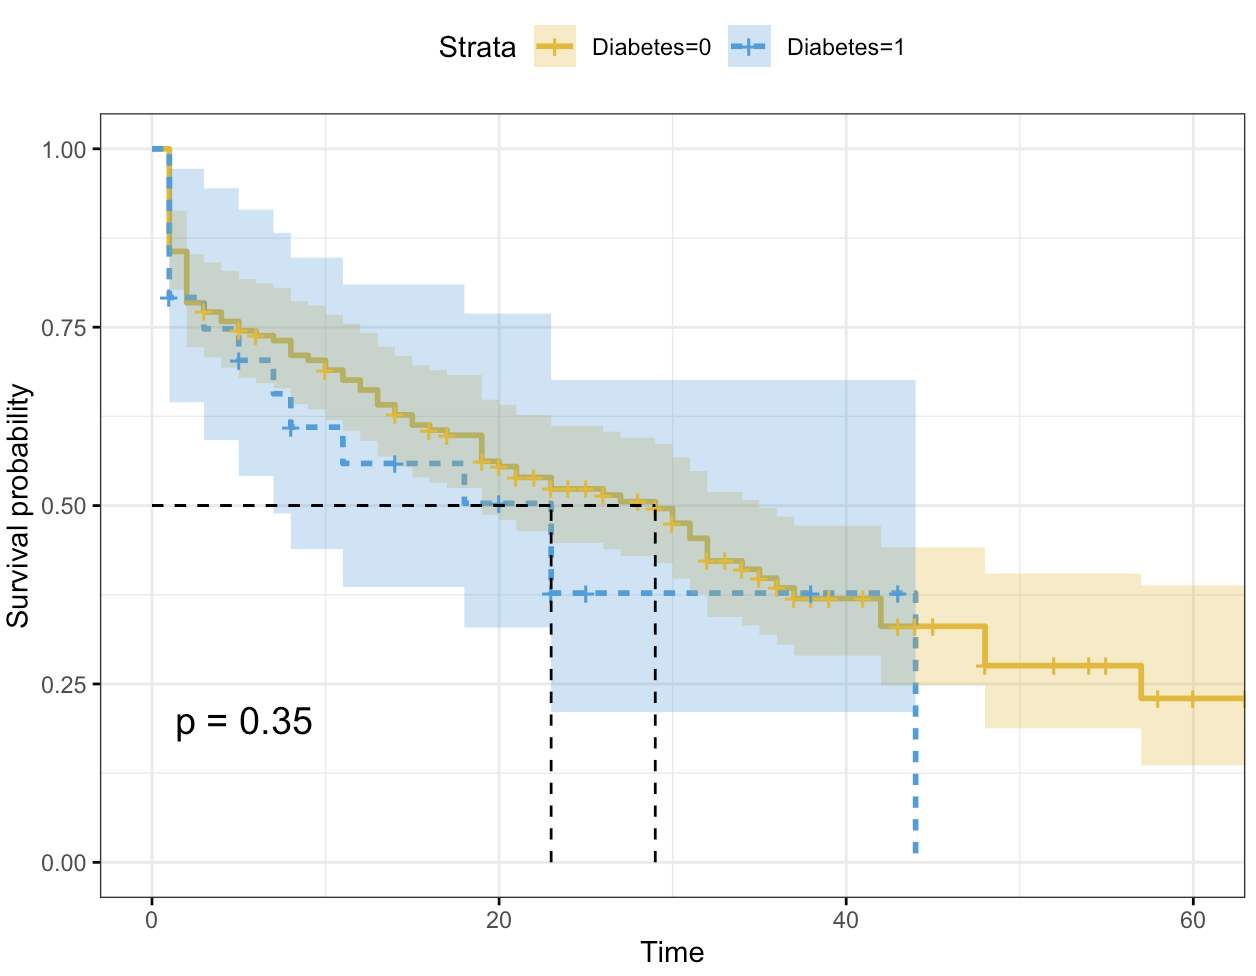 Strata Diabetes=0 Diabetes=1
1.00
0.75
0.50
0.25
0.00
Survival probability
p = 0.35
0 20 40 60
Time